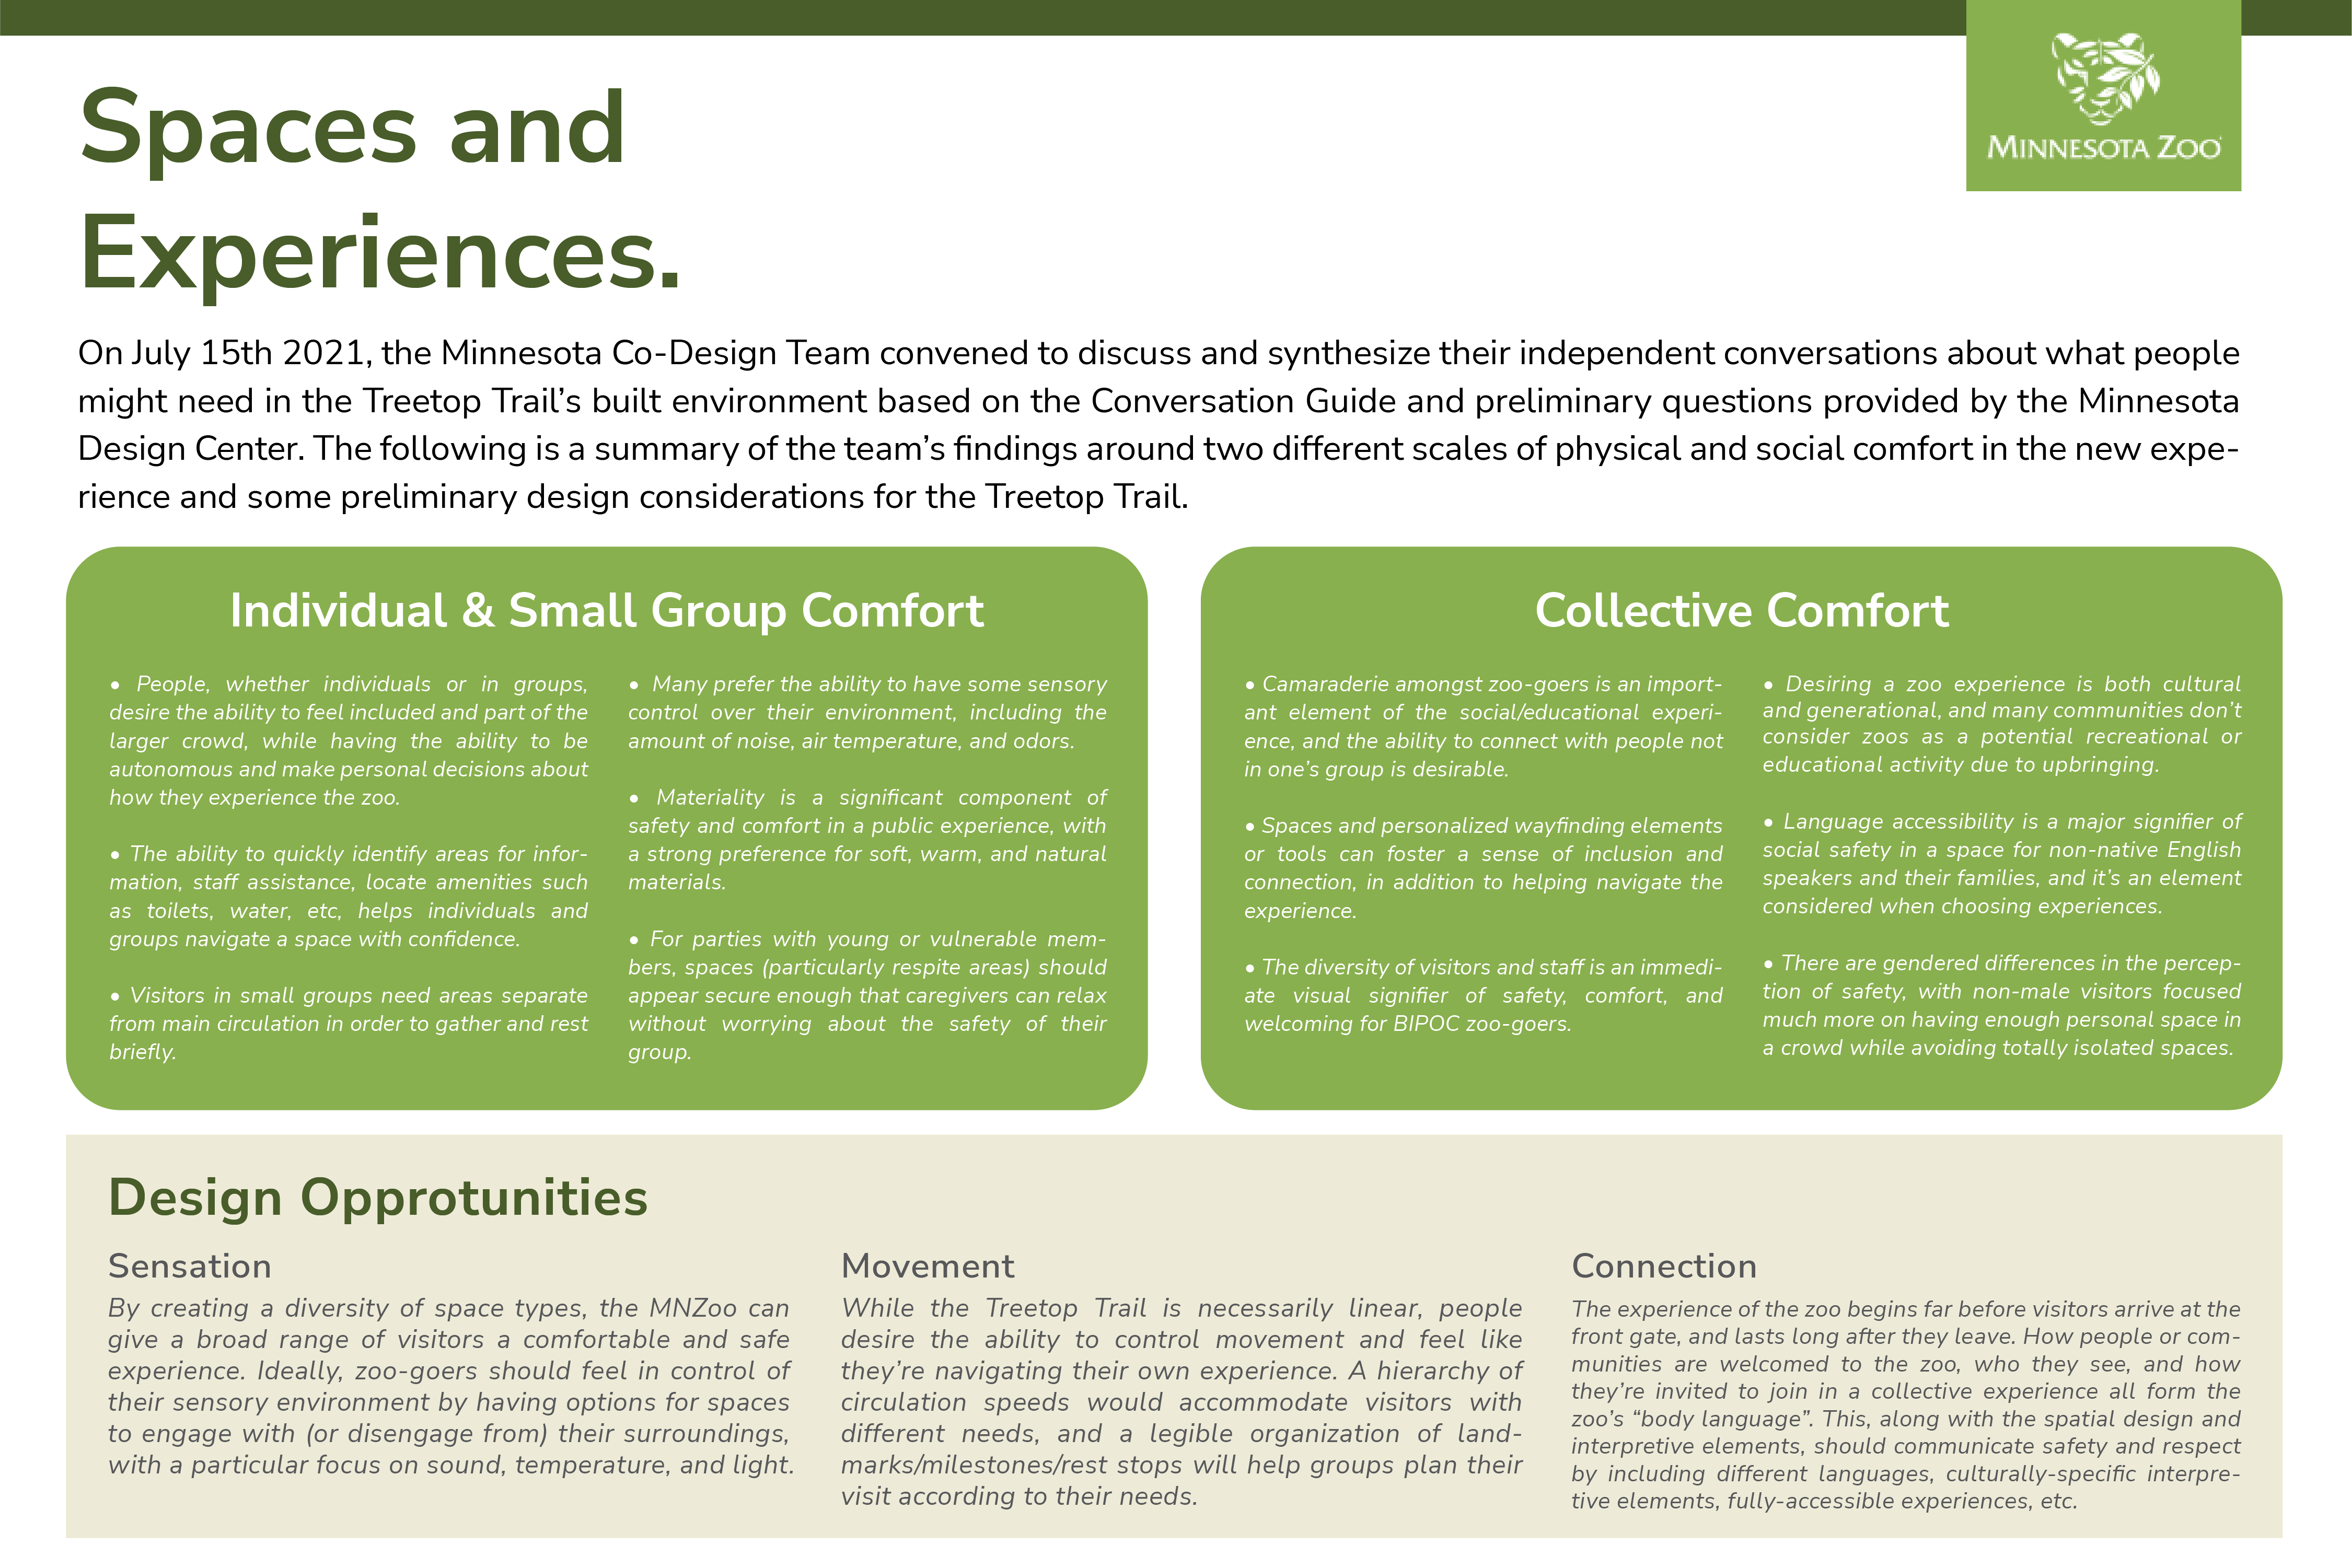 MINNESOTA ZOO
Spaces and
Experiences.
On July 15th 2021, the Minnesota Co-Design Team convened to discuss and synthesize their independent conversations about what people
might need in the Treetop Trail’s built environment based on the Conversation Guide and preliminary questions provided by the Minnesota
Design Center. The following is a summary of the team’s findings around two different scales of physical and social comfort in the new expe-
rience and some preliminary design considerations for the Treetop Trail.
Individual & Small Group Comfort
• People, whether individuals or in groups,
desire the ability to feel included and part of the
larger crowd, while having the ability to be
autonomous and make personal decisions about
how they experience the zoo.
• The ability to quickly identify areas for infor-
mation, staff assistance, locate amenities such
as toilets, water, etc, helps individuals and
groups navigate a space with confidence.
• Visitors in small groups need areas separate
from main circulation in order to gather and rest
briefly.
• Many prefer the ability to have some sensory
control over their environment, including the
amount of noise, air temperature, and odors.
• Materiality is a significant component of
safety and comfort in a public experience, with
a strong preference for soft, warm, and natural
materials.
• For parties with young or vulnerable mem-
bers, spaces (particularly respite areas) should
appear secure enough that caregivers can relax
without worrying about the safety of their
group.
Collective Comfort
• Camaraderie amongst zoo-goers is an import-
ant element of the social/educational experi-
ence, and the ability to connect with people not
in one’s group is desirable.
• Spaces and personalized wayfinding elements
or tools can foster a sense of inclusion and
connection, in addition to helping navigate the
experience.
• The diversity of visitors and staff is an immedi-
ate visual signifier of safety, comfort, and
welcoming for BIPOC zoo-goers.
• Desiring a zoo experience is both cultural
and generational, and many communities don’t
consider zoos as a potential recreational or
educational activity due to upbringing.
• Language accessibility is a major signifier of
social safety in a space for non-native English
speakers and their families, and it’s an element
considered when choosing experiences.
• There are gendered differences in the percep-
tion of safety, with non-male visitors focused
much more on having enough personal space in
a crowd while avoiding totally isolated spaces.
Design Opprotunities
Sensation
By creating a diversity of space types, the MNZoo can
give a broad range of visitors a comfortable and safe
experience. Ideally, zoo-goers should feel in control of
their sensory environment by having options for spaces
to engage with (or disengage from) their surroundings,
with a particular focus on sound, temperature, and light.
Movement
While the Treetop Trail is necessarily linear, people
desire the ability to control movement and feel like
they’re navigating their own experience. A hierarchy of
circulation speeds would accommodate visitors with
different needs, and a legible organization of land-
marks/milestones/rest stops will help groups plan their
visit according to their needs.
Connection
The experience of the zoo begins far before visitors arrive at the
front gate, and lasts long after they leave. How people or com-
munities are welcomed to the zoo, who they see, and how
they’re invited to join in a collective experience all form the
zoo’s “body language”. This, along with the spatial design and
interpretive elements, should communicate safety and respect
by including different languages, culturally-specific interpre-
tive elements, fully-accessible experiences, etc.